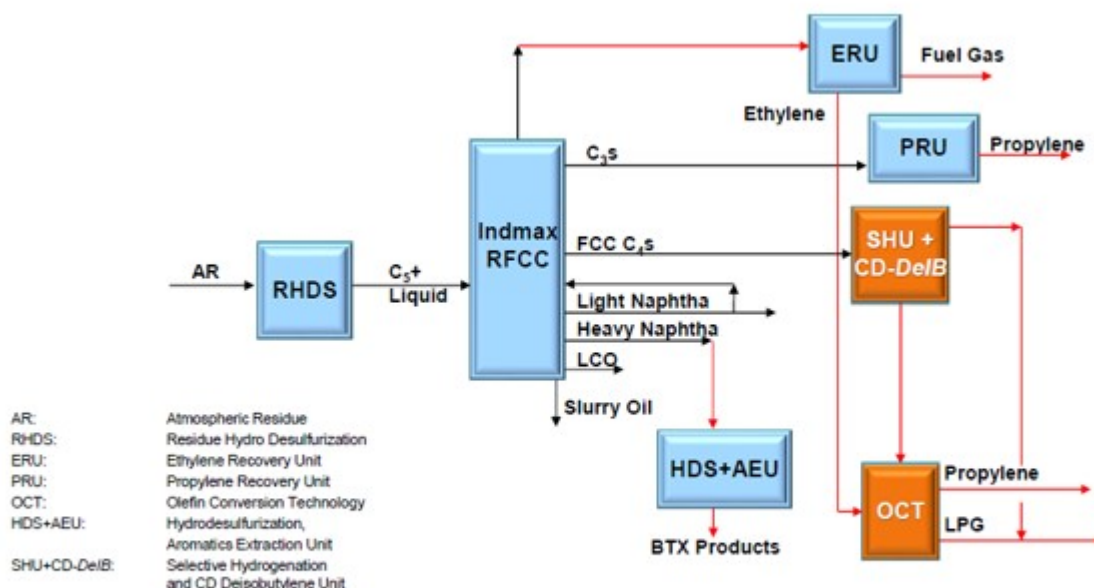 ERU
Fuel Gas
Ethylene
PRU
Propylene
C₃s
Indmax
RFCC
FCC C₄s
SHU +
CD-DeIB
AR
RHDS
C₅+
Liquid
Light Naphtha
Heavy Naphtha
LCO
Slurry Oil
HDS+AEU
BTX Products
OCT
Propylene
LPG
AR: Atmospheric Residue
RHDS: Residue Hydro Desulfurization
ERU: Ethylene Recovery Unit
PRU: Propylene Recovery Unit
OCT: Olefin Conversion Technology
HDS+AEU: Hydrodesulfurization,
Aromatics Extraction Unit
SHU+CD-DeIB: Selective Hydrogenation
and CD Deisobutylene Unit